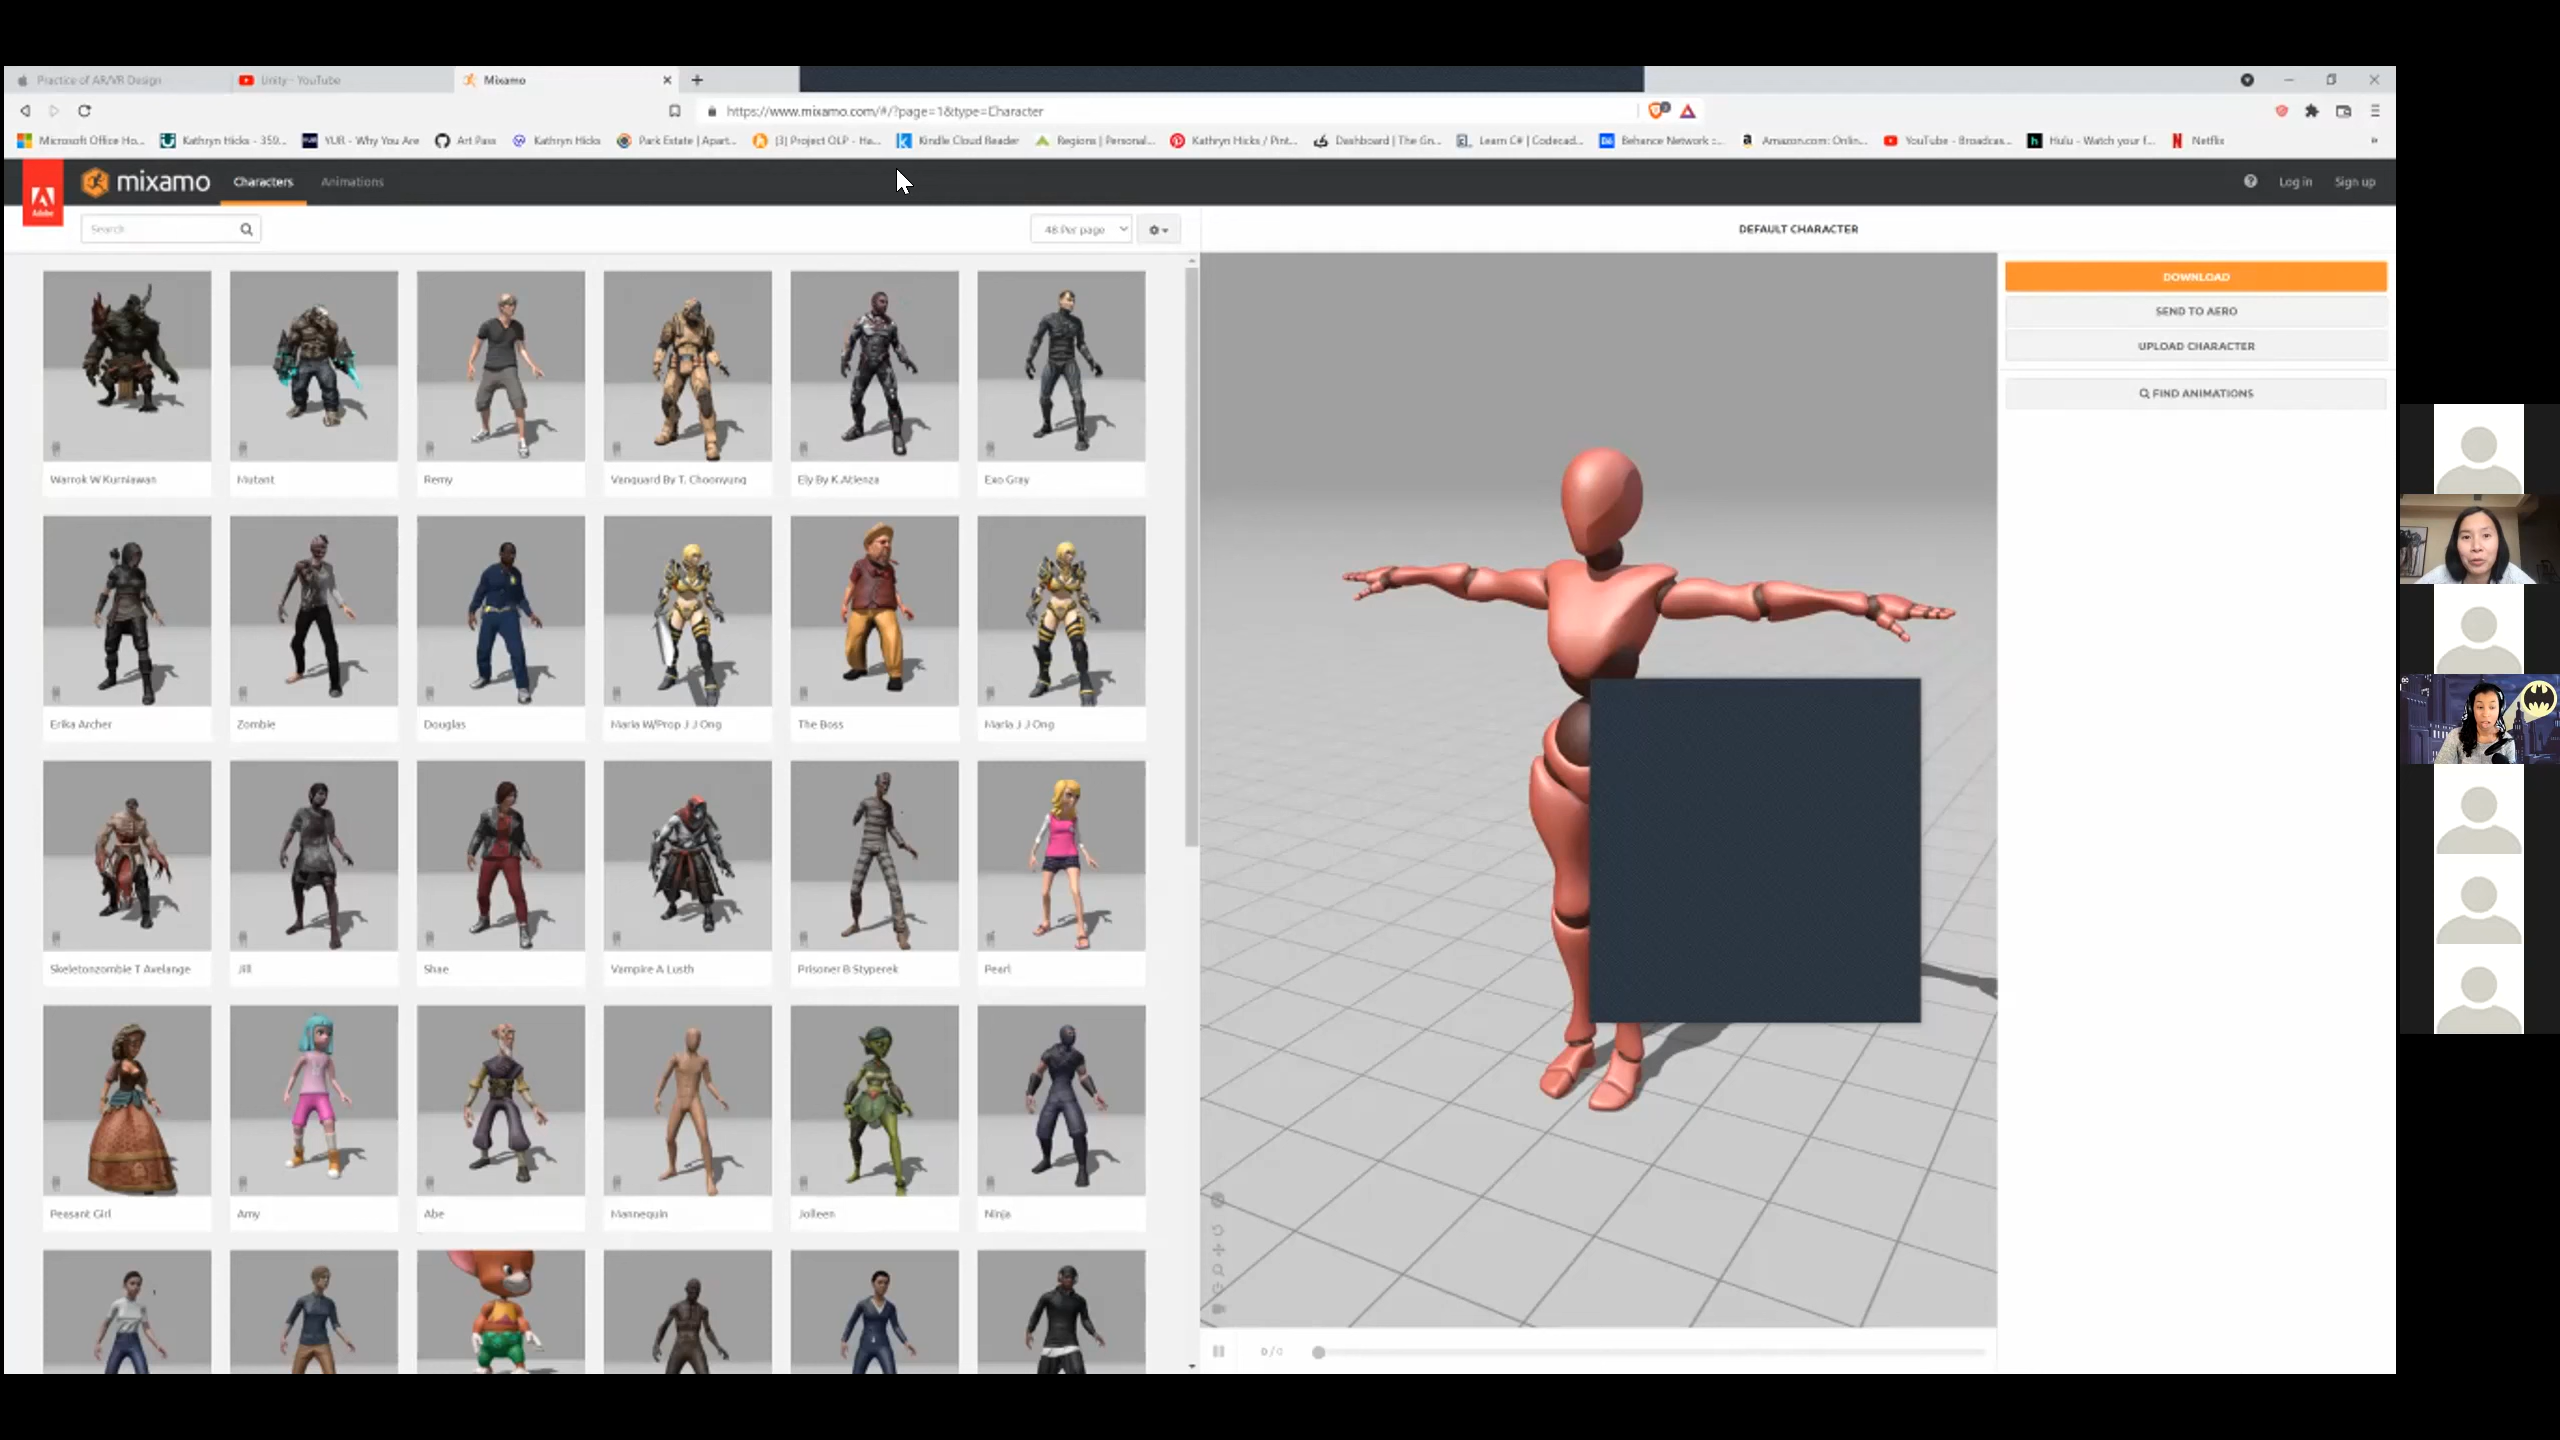 Practice of AR/VR Design
Unity - YouTube
Mixamo
https://www.mixamo.com/#/?page=1&type=Character
Microsoft Office Ho...
Kathryn Hicks - 359...
YUR - Why You Are
Art Pass
Kathryn Hicks
Park Estate | Apart...
(3) Project OLP - Ha...
Kindle Cloud Reader
Regions | Personal...
Kathryn Hicks / Pint...
Dashboard | The Gn...
Learn C# | Codecad...
Behance Network :...
Amazon.com: Onlin...
YouTube - Broadcas...
Hulu - Watch your f...
Netflix
Adobe
mixamo
Characters
Animations
Log in
Sign up
Search
48 Per page
DEFAULT CHARACTER
DOWNLOAD
SEND TO AERO
UPLOAD CHARACTER
FIND ANIMATIONS
Warrok W Kurniawan
Mutant
Remy
Vanguard By T. Choonyung
Ely By K.Atienza
Exo Gray
Erika Archer
Zombie
Douglas
Maria W/Prop J J Ong
The Boss
Maria J J Ong
Skeletonzombie T Avelange
Jill
Shae
Vampire A Lusth
Prisoner B Styperek
Pearl
Peasant Girl
Amy
Abe
Mannequin
Jolleen
Ninja
0 / 0